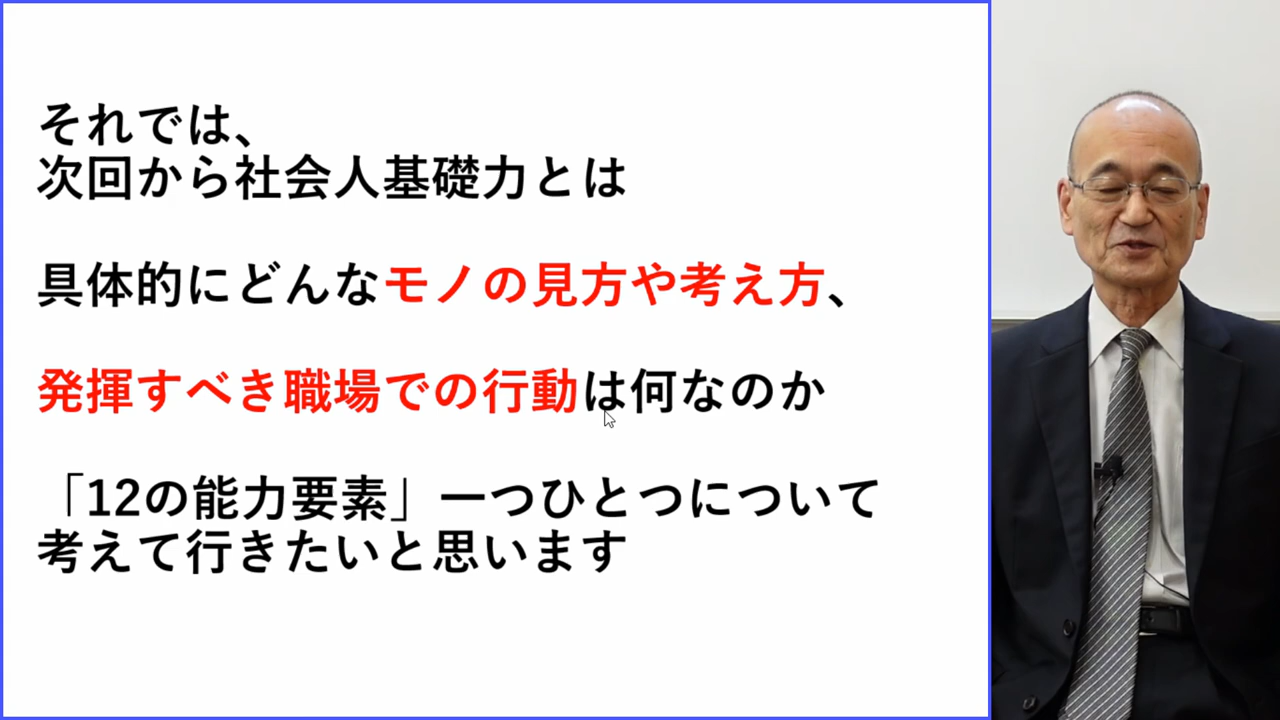 それでは、
次回から社会人基礎力とは
具体的にどんなモノの見方や考え方、
発揮すべき職場での行動は何なのか
「12の能力要素」一つひとつについて
考えて行きたいと思います